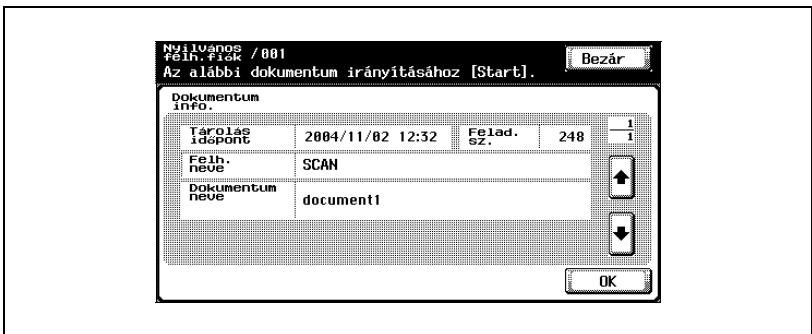 Nyilvános
felh.fiók /001
Bezár
Az alábbi dokumentum irányításához [Start].
Dokumentum
info.
Tárolás
időpont
2004/11/02 12:32
Felad.
sz.
248
1
1
Felh.
neve
SCAN
Dokumentum
neve
document1
OK